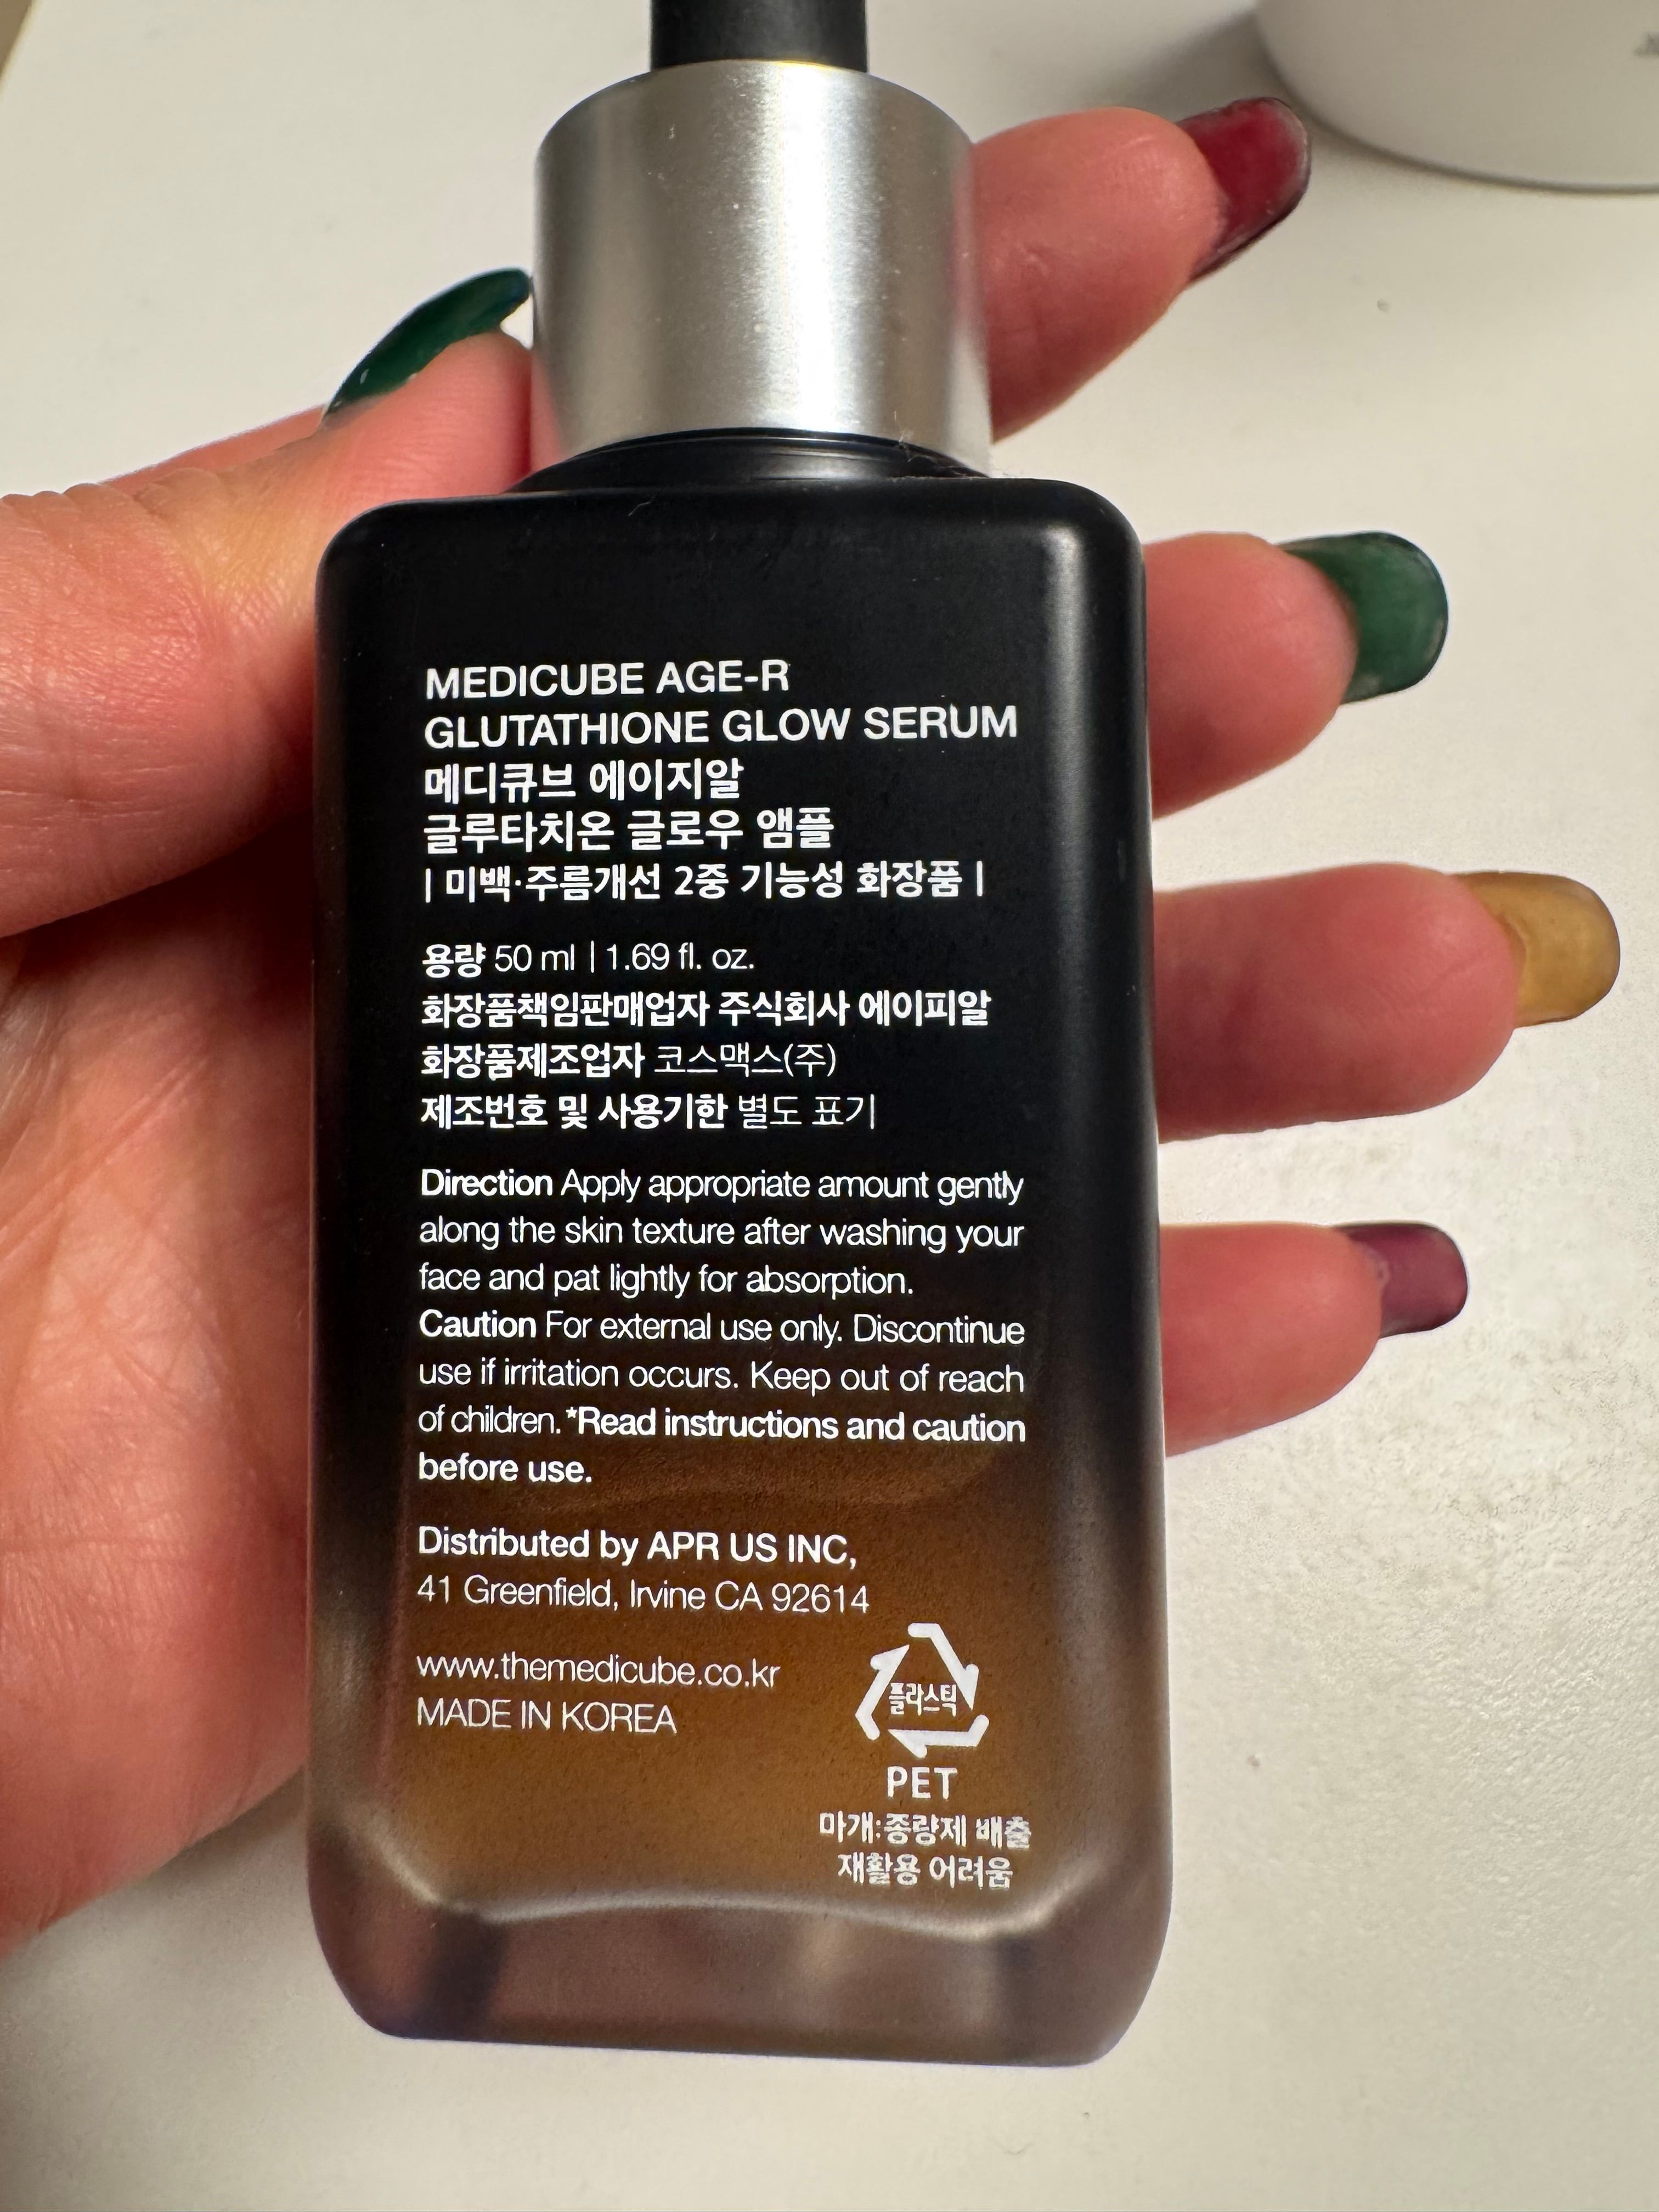 MEDICUBE AGE-R
GLUTATHIONE GLOW SERUM
메디큐브 에이지알
글루타치온 글로우 앰플
| 미백·주름개선 2중 기능성 화장품 |
용량 50 ml | 1.69 fl. oz.
화장품책임판매업자 주식회사 에이피알
화장품제조업자 코스맥스(주)
제조번호 및 사용기한 별도 표기
Direction Apply appropriate amount gently
along the skin texture after washing your
face and pat lightly for absorption.
Caution For external use only. Discontinue
use if irritation occurs. Keep out of reach
of children. *Read instructions and caution
before use.
Distributed by APR US INC,
41 Greenfield, Irvine CA 92614
www.themedicube.co.kr
MADE IN KOREA
플라스틱
PET
마개:종량제 배출
재활용 어려움